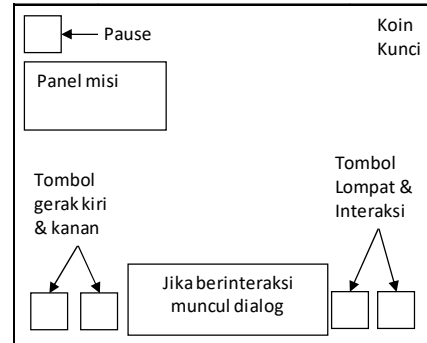 Pause
Koin
Kunci
Panel misi
Tombol
gerak kiri
& kanan
Tombol
Lompat &
Interaksi
Jika berinteraksi
muncul dialog